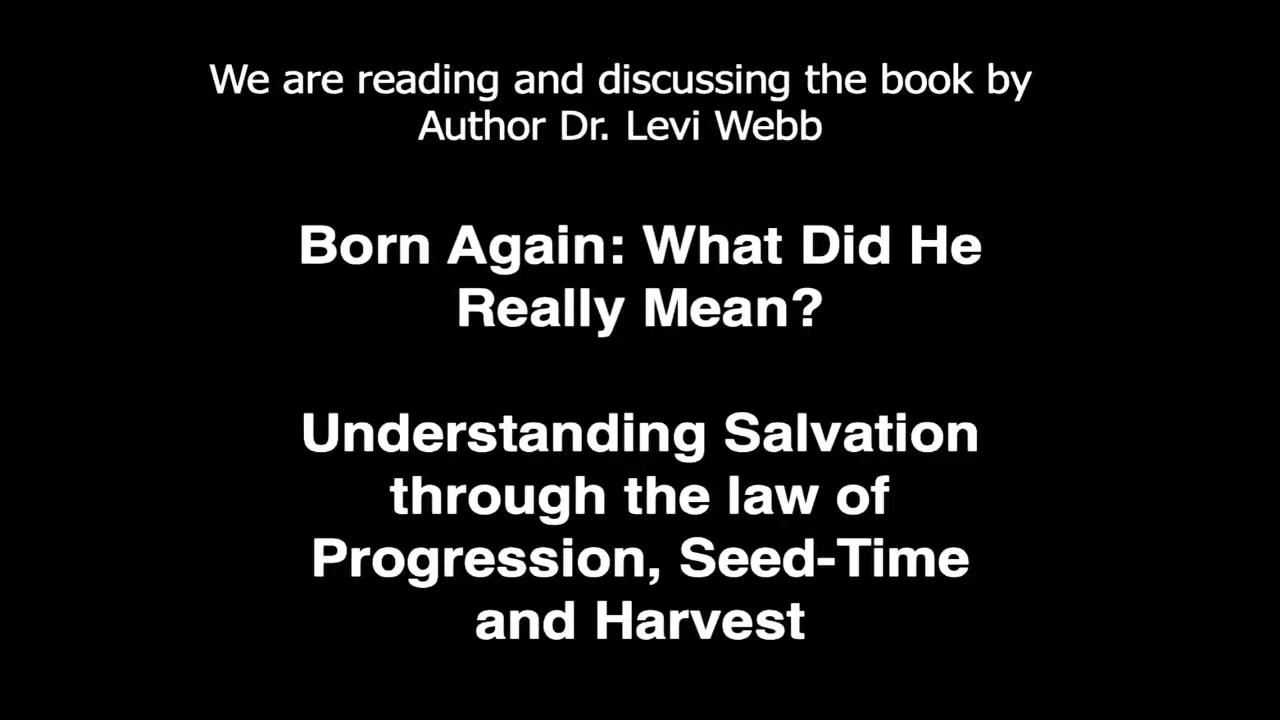 We are reading and discussing the book by
Author Dr. Levi Webb
Born Again: What Did He
Really Mean?
Understanding Salvation
through the law of
Progression, Seed-Time
and Harvest